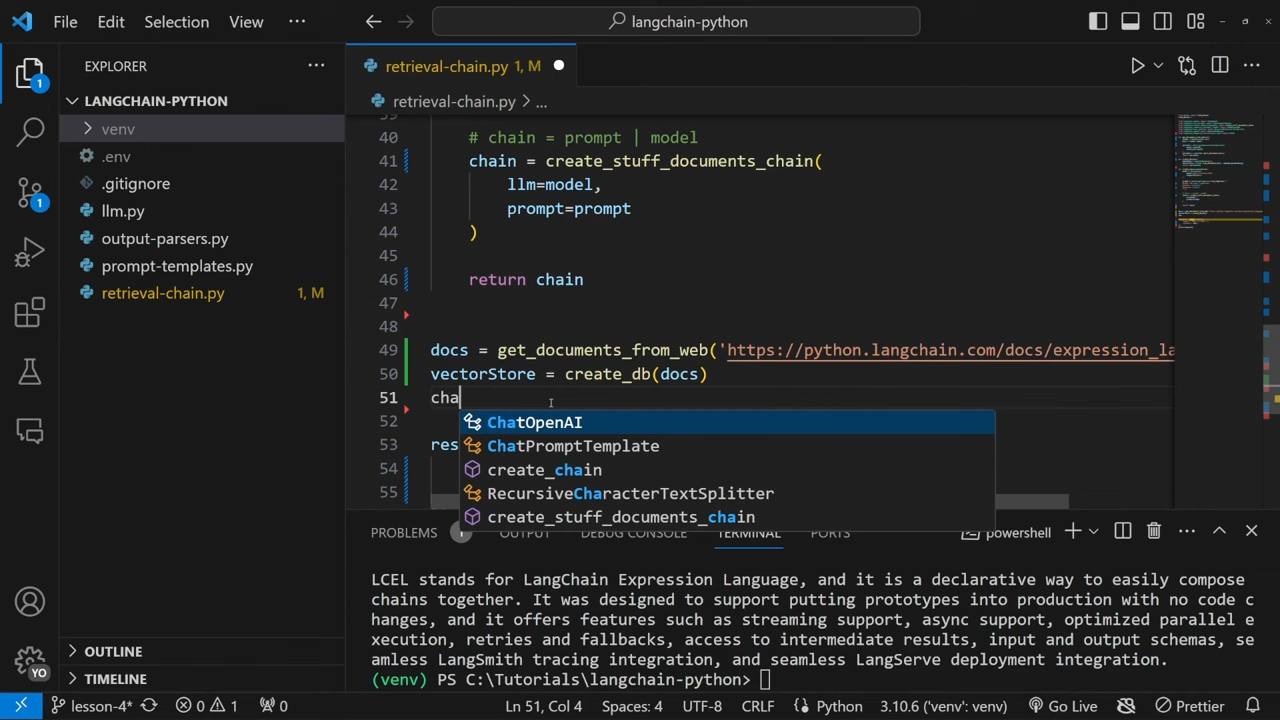 File Edit Selection View ··· langchain-python
EXPLORER ···
1
LANGCHAIN-PYTHON
venv
.env
.gitignore
llm.py
output-parsers.py
prompt-templates.py
retrieval-chain.py 1, M
1
OUTLINE
TIMELINE
YO
retrieval-chain.py 1, M
retrieval-chain.py > ...
39
40 # chain = prompt | model
41 chain = create_stuff_documents_chain(
42 llm=model,
43 prompt=prompt
44 )
45
46 return chain
47
48
49 docs = get_documents_from_web('https://python.langchain.com/docs/expression_la
50 vectorStore = create_db(docs)
51 cha
52
53 res
54
55
ChatOpenAI
ChatPromptTemplate
create_chain
RecursiveCharacterTextSplitter
create_stuff_documents_chain
PROBLEMS 1 OUTPUT DEBUG CONSOLE TERMINAL PORTS powershell ···
LCEL stands for LangChain Expression Language, and it is a declarative way to easily compose
chains together. It was designed to support putting prototypes into production with no code c
hanges, and it offers features such as streaming support, async support, optimized parallel e
xecution, retries and fallbacks, access to intermediate results, input and output schemas, se
amless LangSmith tracing integration, and seamless LangServe deployment integration.
(venv) PS C:\Tutorials\langchain-python>
lesson-4* 0 1 0 Ln 51, Col 4 Spaces: 4 UTF-8 CRLF Python 3.10.6 ('venv': venv) Go Live Prettier